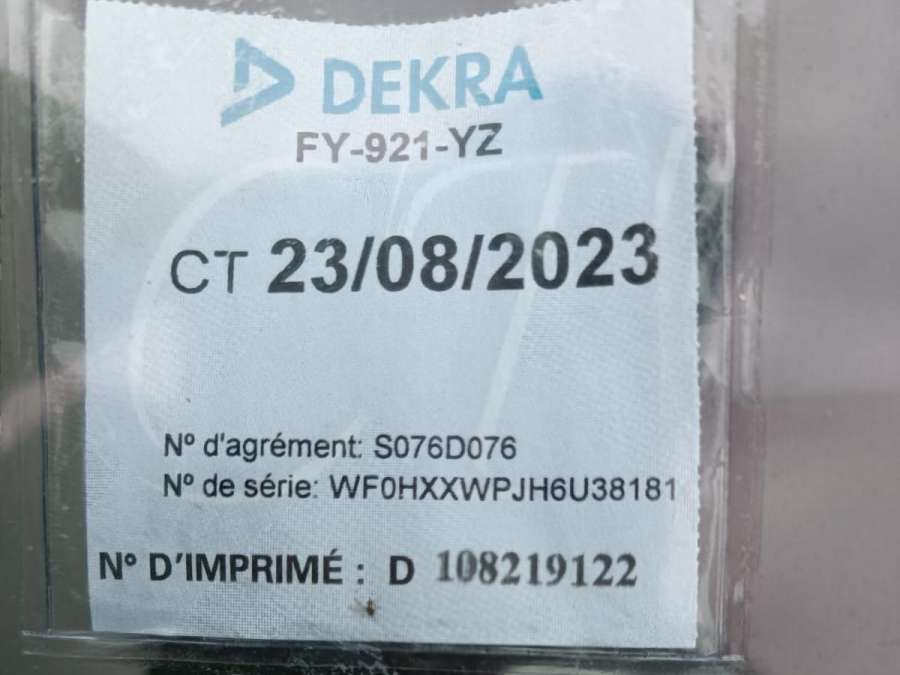 DEKRA
FY-921-YZ
CT 23/08/2023
N° d'agrément: S076D076
N° de série: WF0HXXWPJH6U38181
N° D'IMPRIMÉ : D 108219122